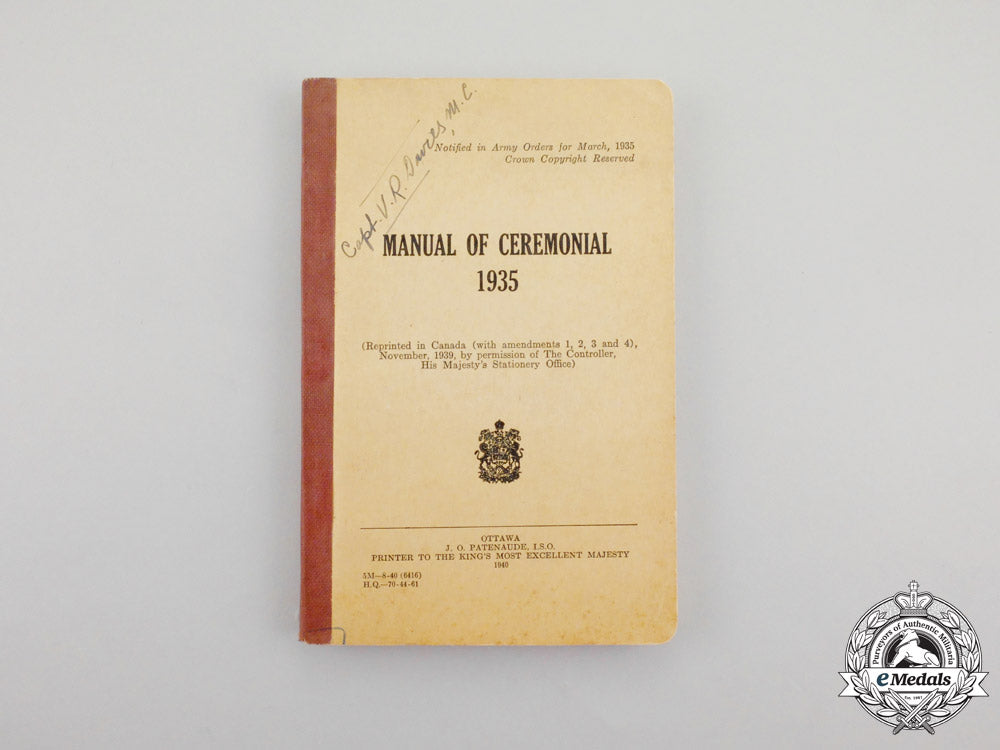 Capt. V. R. Davies, M.C.
Notified in Army Orders for March, 1935
Crown Copyright Reserved
MANUAL OF CEREMONIAL
1935
(Reprinted in Canada (with amendments 1, 2, 3 and 4),
November, 1939, by permission of The Controller,
His Majesty's Stationery Office)
OTTAWA
J. O. PATENAUDE, I.S.O.
PRINTER TO THE KING'S MOST EXCELLENT MAJESTY
1940
5M—8-40 (6416)
H.Q.—70-44-61
Purveyors of Authentic Militaria
eMedals
Est. 1987